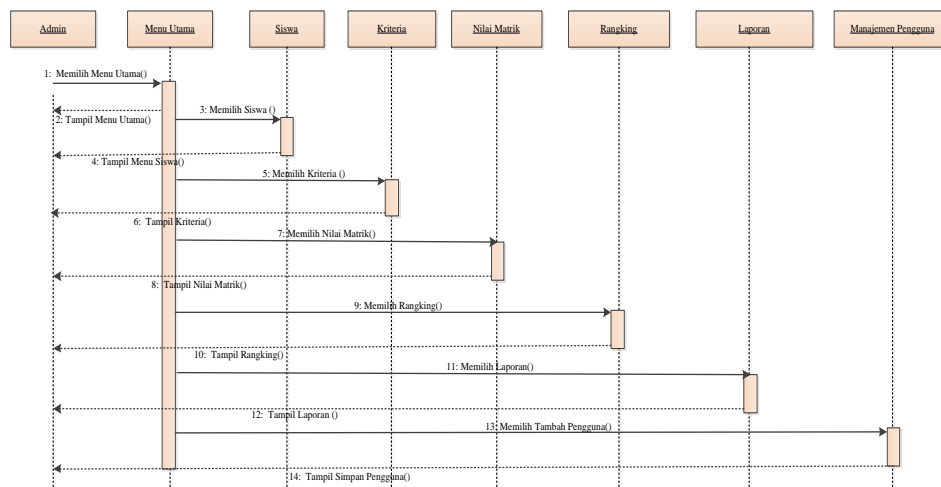 Admin
Menu Utama
Siswa
Kriteria
Nilai Matrik
Rangking
Laporan
Manajemen Pengguna
1: Memilih Menu Utama()
2: Tampil Menu Utama()
3: Memilih Siswa ()
4: Tampil Menu Siswa()
5: Memilih Kriteria ()
6: Tampil Kriteria()
7: Memilih Nilai Matrik()
8: Tampil Nilai Matrik()
9: Memilih Rangking()
10: Tampil Rangking()
11: Memilih Laporan()
12: Tampil Laporan ()
13: Memilih Tambah Pengguna()
14: Tampil Simpan Pengguna()